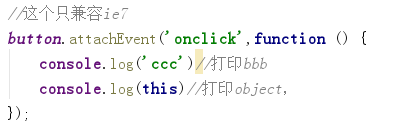 //这个只兼容ie7
button.attachEvent('onclick',function () {
    console.log('ccc')//打印bbb
    console.log(this)//打印object,
});